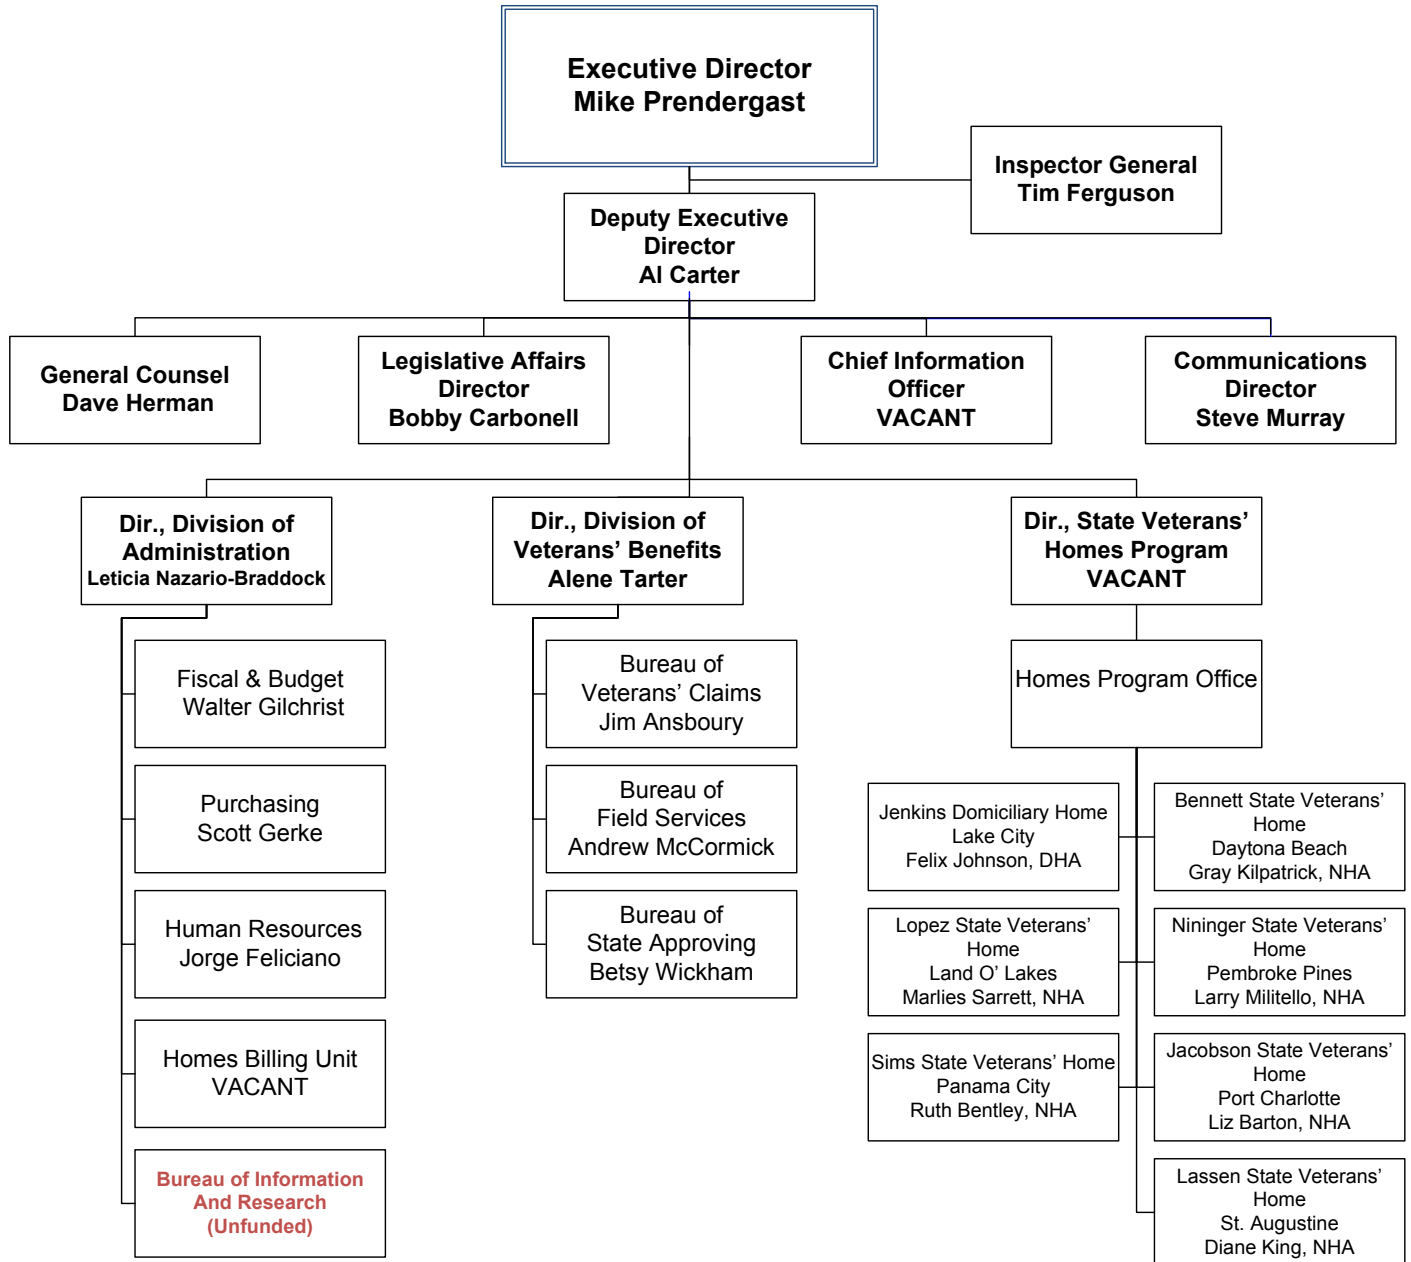 Executive Director
Mike Prendergast
Inspector General
Tim Ferguson
Deputy Executive
Director
Al Carter
General Counsel
Dave Herman
Legislative Affairs
Director
Bobby Carbonell
Chief Information
Officer
VACANT
Communications
Director
Steve Murray
Dir., Division of
Administration
Leticia Nazario-Braddock
Dir., Division of
Veterans’ Benefits
Alene Tarter
Dir., State Veterans’
Homes Program
VACANT
Fiscal & Budget
Walter Gilchrist
Purchasing
Scott Gerke
Human Resources
Jorge Feliciano
Homes Billing Unit
VACANT
Bureau of Information
And Research
(Unfunded)
Bureau of
Veterans’ Claims
Jim Ansboury
Bureau of
Field Services
Andrew McCormick
Bureau of
State Approving
Betsy Wickham
Homes Program Office
Jenkins Domiciliary Home
Lake City
Felix Johnson, DHA
Bennett State Veterans’
Home
Daytona Beach
Gray Kilpatrick, NHA
Lopez State Veterans’
Home
Land O’ Lakes
Marlies Sarrett, NHA
Nininger State Veterans’
Home
Pembroke Pines
Larry Militello, NHA
Sims State Veterans’ Home
Panama City
Ruth Bentley, NHA
Jacobson State Veterans’
Home
Port Charlotte
Liz Barton, NHA
Lassen State Veterans’
Home
St. Augustine
Diane King, NHA